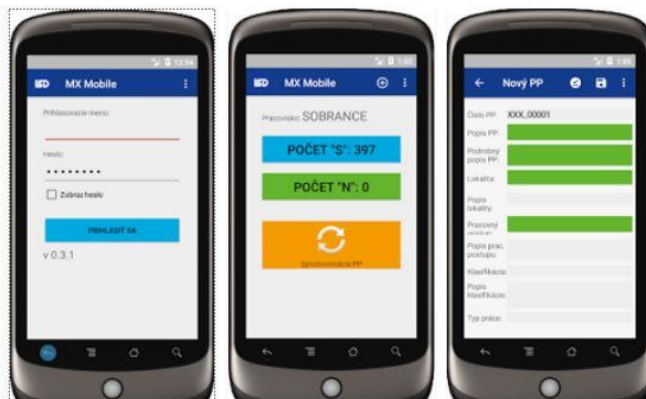 12:54
MX Mobile
Prihlasovacie meno:
Heslo:
Zobraz heslo
PRIHLÁSIŤ SA
v 0.3.1
MX Mobile
Pracovisko: SOBRANCE
POČET "S": 397
POČET "N": 0
Synchronizácia PP
Nový PP
Číslo PP: XXX_00001
Popis PP:
Podrobný
popis PP:
Lokalita:
Popis
lokality:
Pracovný
Popis prac.
postupu:
Klasifikácia:
Popis
klasifikácie:
Typ práce: